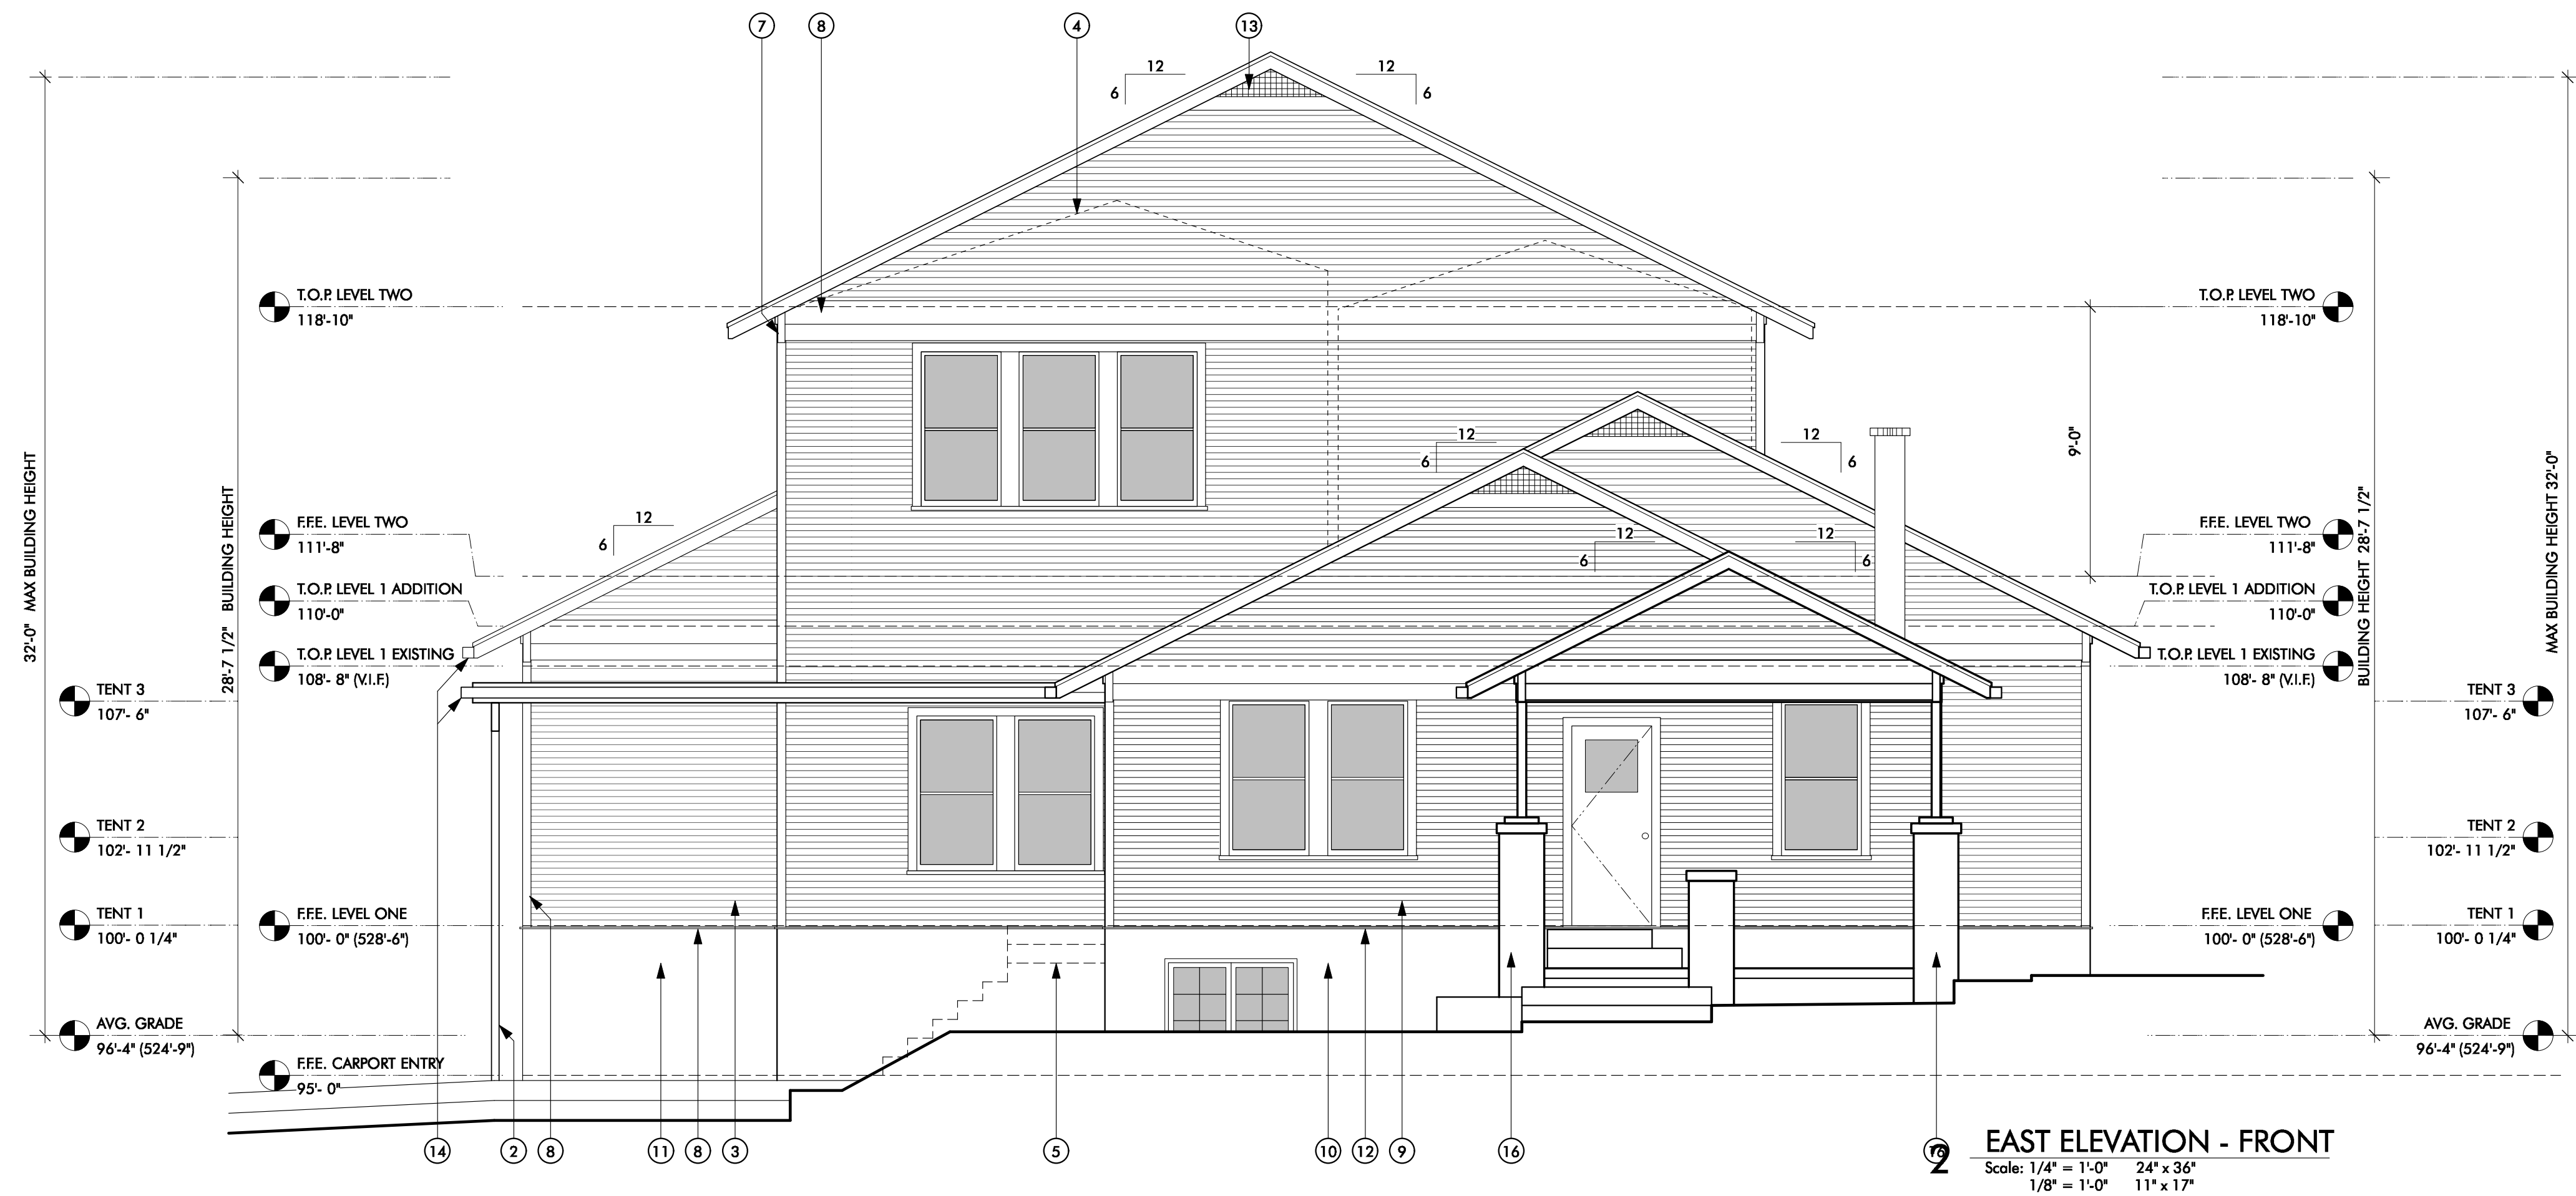 7
8
4
13
12
6
12
6
T.O.P. LEVEL TWO
118'-10"
T.O.P. LEVEL TWO
118'-10"
12
6
12
6
9'-0"
32'-0" MAX BUILDING HEIGHT
28'-7 1/2" BUILDING HEIGHT
BUILDING HEIGHT 28'-7 1/2"
MAX BUILDING HEIGHT 32'-0"
F.F.E. LEVEL TWO
111'-8"
12
6
12
6
12
6
F.F.E. LEVEL TWO
111'-8"
T.O.P. LEVEL 1 ADDITION
110'-0"
T.O.P. LEVEL 1 ADDITION
110'-0"
T.O.P. LEVEL 1 EXISTING
108'- 8" (V.I.F.)
T.O.P. LEVEL 1 EXISTING
108'- 8" (V.I.F.)
TENT 3
107'- 6"
TENT 3
107'- 6"
TENT 2
102'- 11 1/2"
TENT 2
102'- 11 1/2"
TENT 1
100'- 0 1/4"
F.F.E. LEVEL ONE
100'- 0" (528'-6")
F.F.E. LEVEL ONE
100'- 0" (528'-6")
TENT 1
100'- 0 1/4"
AVG. GRADE
96'-4" (524'-9")
AVG. GRADE
96'-4" (524'-9")
F.F.E. CARPORT ENTRY
95'- 0"
14
2
8
11
8
3
5
10
12
9
16
16
2
EAST ELEVATION - FRONT
Scale: 1/4" = 1'-0" 24" x 36"
1/8" = 1'-0" 11" x 17"